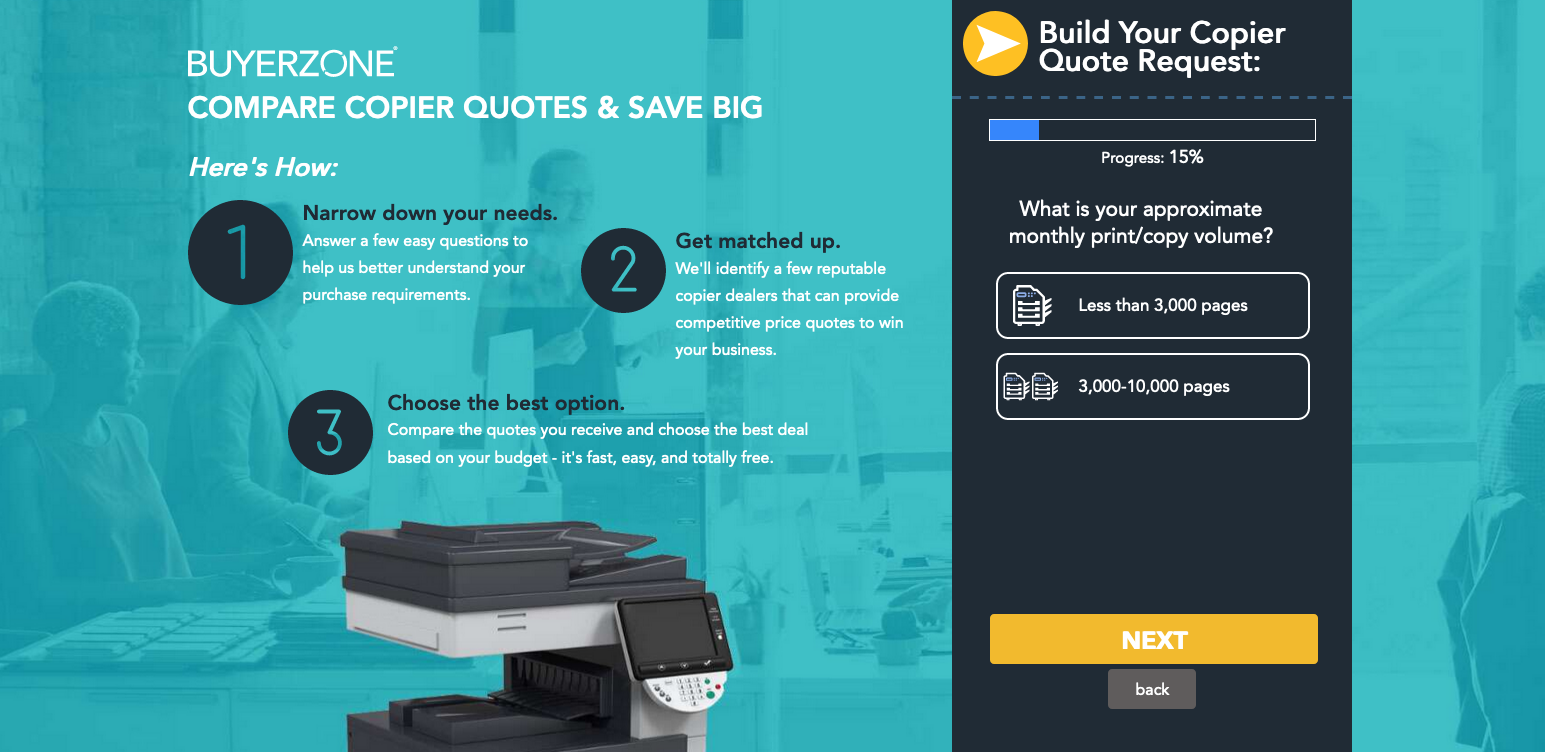 BUYERZONE®
COMPARE COPIER QUOTES & SAVE BIG
Here's How:
1
Narrow down your needs.
Answer a few easy questions to
help us better understand your
purchase requirements.
2
Get matched up.
We'll identify a few reputable
copier dealers that can provide
competitive price quotes to win
your business.
3
Choose the best option.
Compare the quotes you receive and choose the best deal
based on your budget - it's fast, easy, and totally free.
Build Your Copier
Quote Request:
Progress: 15%
What is your approximate
monthly print/copy volume?
Less than 3,000 pages
3,000-10,000 pages
NEXT
back